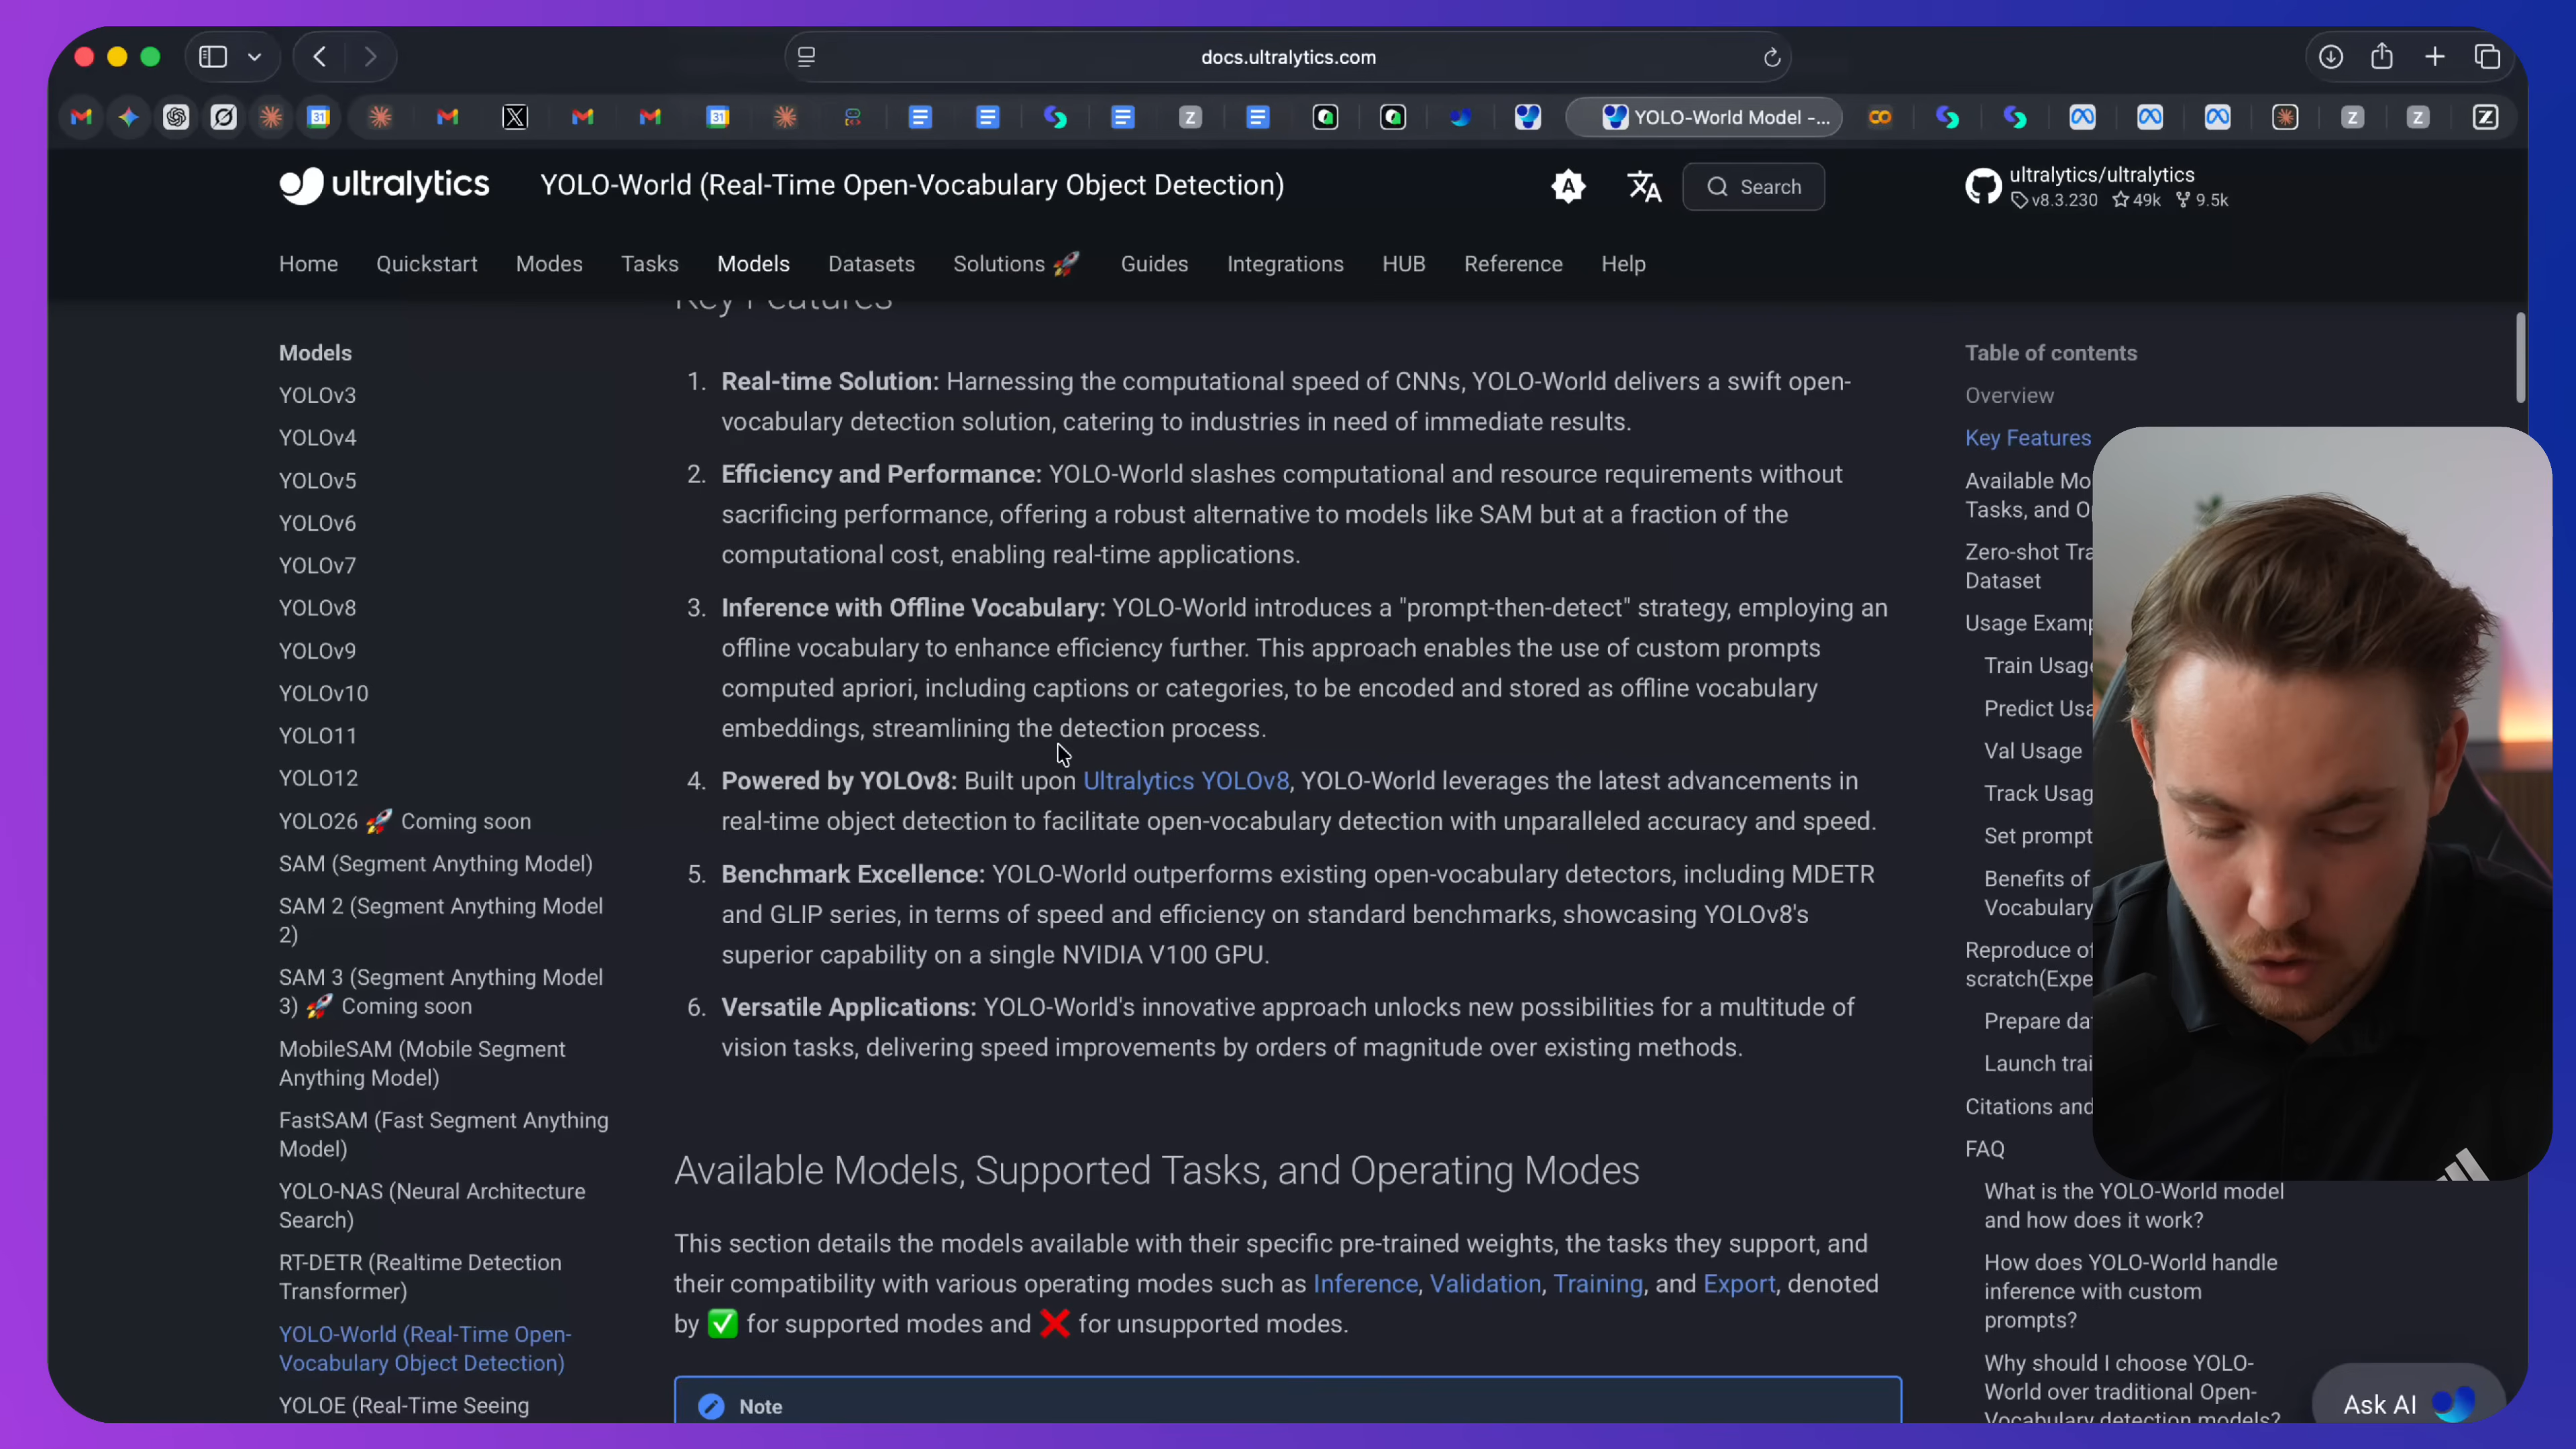 docs.ultralytics.com
31
31
YOLO-World Model -...
ultralytics
YOLO-World (Real-Time Open-Vocabulary Object Detection)
Search
ultralytics/ultralytics
v8.3.230 49k 9.5k
Home Quickstart Modes Tasks Models Datasets Solutions 🚀 Guides Integrations HUB Reference Help
Key Features
Models
YOLOv3
YOLOv4
YOLOv5
YOLOv6
YOLOv7
YOLOv8
YOLOv9
YOLOv10
YOLO11
YOLO12
YOLO26 🚀 Coming soon
SAM (Segment Anything Model)
SAM 2 (Segment Anything Model
2)
SAM 3 (Segment Anything Model
3) 🚀 Coming soon
MobileSAM (Mobile Segment
Anything Model)
FastSAM (Fast Segment Anything
Model)
YOLO-NAS (Neural Architecture
Search)
RT-DETR (Realtime Detection
Transformer)
YOLO-World (Real-Time Open-
Vocabulary Object Detection)
YOLOE (Real-Time Seeing
1. Real-time Solution: Harnessing the computational speed of CNNs, YOLO-World delivers a swift open-
vocabulary detection solution, catering to industries in need of immediate results.
2. Efficiency and Performance: YOLO-World slashes computational and resource requirements without
sacrificing performance, offering a robust alternative to models like SAM but at a fraction of the
computational cost, enabling real-time applications.
3. Inference with Offline Vocabulary: YOLO-World introduces a "prompt-then-detect" strategy, employing an
offline vocabulary to enhance efficiency further. This approach enables the use of custom prompts
computed apriori, including captions or categories, to be encoded and stored as offline vocabulary
embeddings, streamlining the detection process.
4. Powered by YOLOv8: Built upon Ultralytics YOLOv8, YOLO-World leverages the latest advancements in
real-time object detection to facilitate open-vocabulary detection with unparalleled accuracy and speed.
5. Benchmark Excellence: YOLO-World outperforms existing open-vocabulary detectors, including MDETR
and GLIP series, in terms of speed and efficiency on standard benchmarks, showcasing YOLOv8's
superior capability on a single NVIDIA V100 GPU.
6. Versatile Applications: YOLO-World's innovative approach unlocks new possibilities for a multitude of
vision tasks, delivering speed improvements by orders of magnitude over existing methods.
Available Models, Supported Tasks, and Operating Modes
This section details the models available with their specific pre-trained weights, the tasks they support, and
their compatibility with various operating modes such as Inference, Validation, Training, and Export, denoted
by ✅ for supported modes and ❌ for unsupported modes.
Note
Table of contents
Overview
Key Features
Available Mo
Tasks, and O
Zero-shot Tra
Dataset
Usage Examp
Train Usage
Predict Usa
Val Usage
Track Usag
Set prompt
Benefits of
Vocabulary
Reproduce of
scratch(Expe
Prepare da
Launch trai
Citations and
FAQ
What is the YOLO-World model
and how does it work?
How does YOLO-World handle
inference with custom
prompts?
Why should I choose YOLO-
World over traditional Open-
Vocabulary detection models?
Ask AI